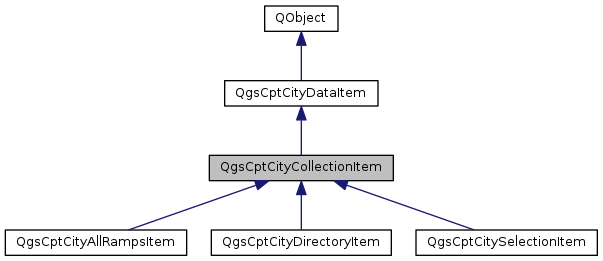 QObject
QgsCptCityDataItem
QgsCptCityCollectionItem
QgsCptCityAllRampsItem
QgsCptCityDirectoryItem
QgsCptCitySelectionItem